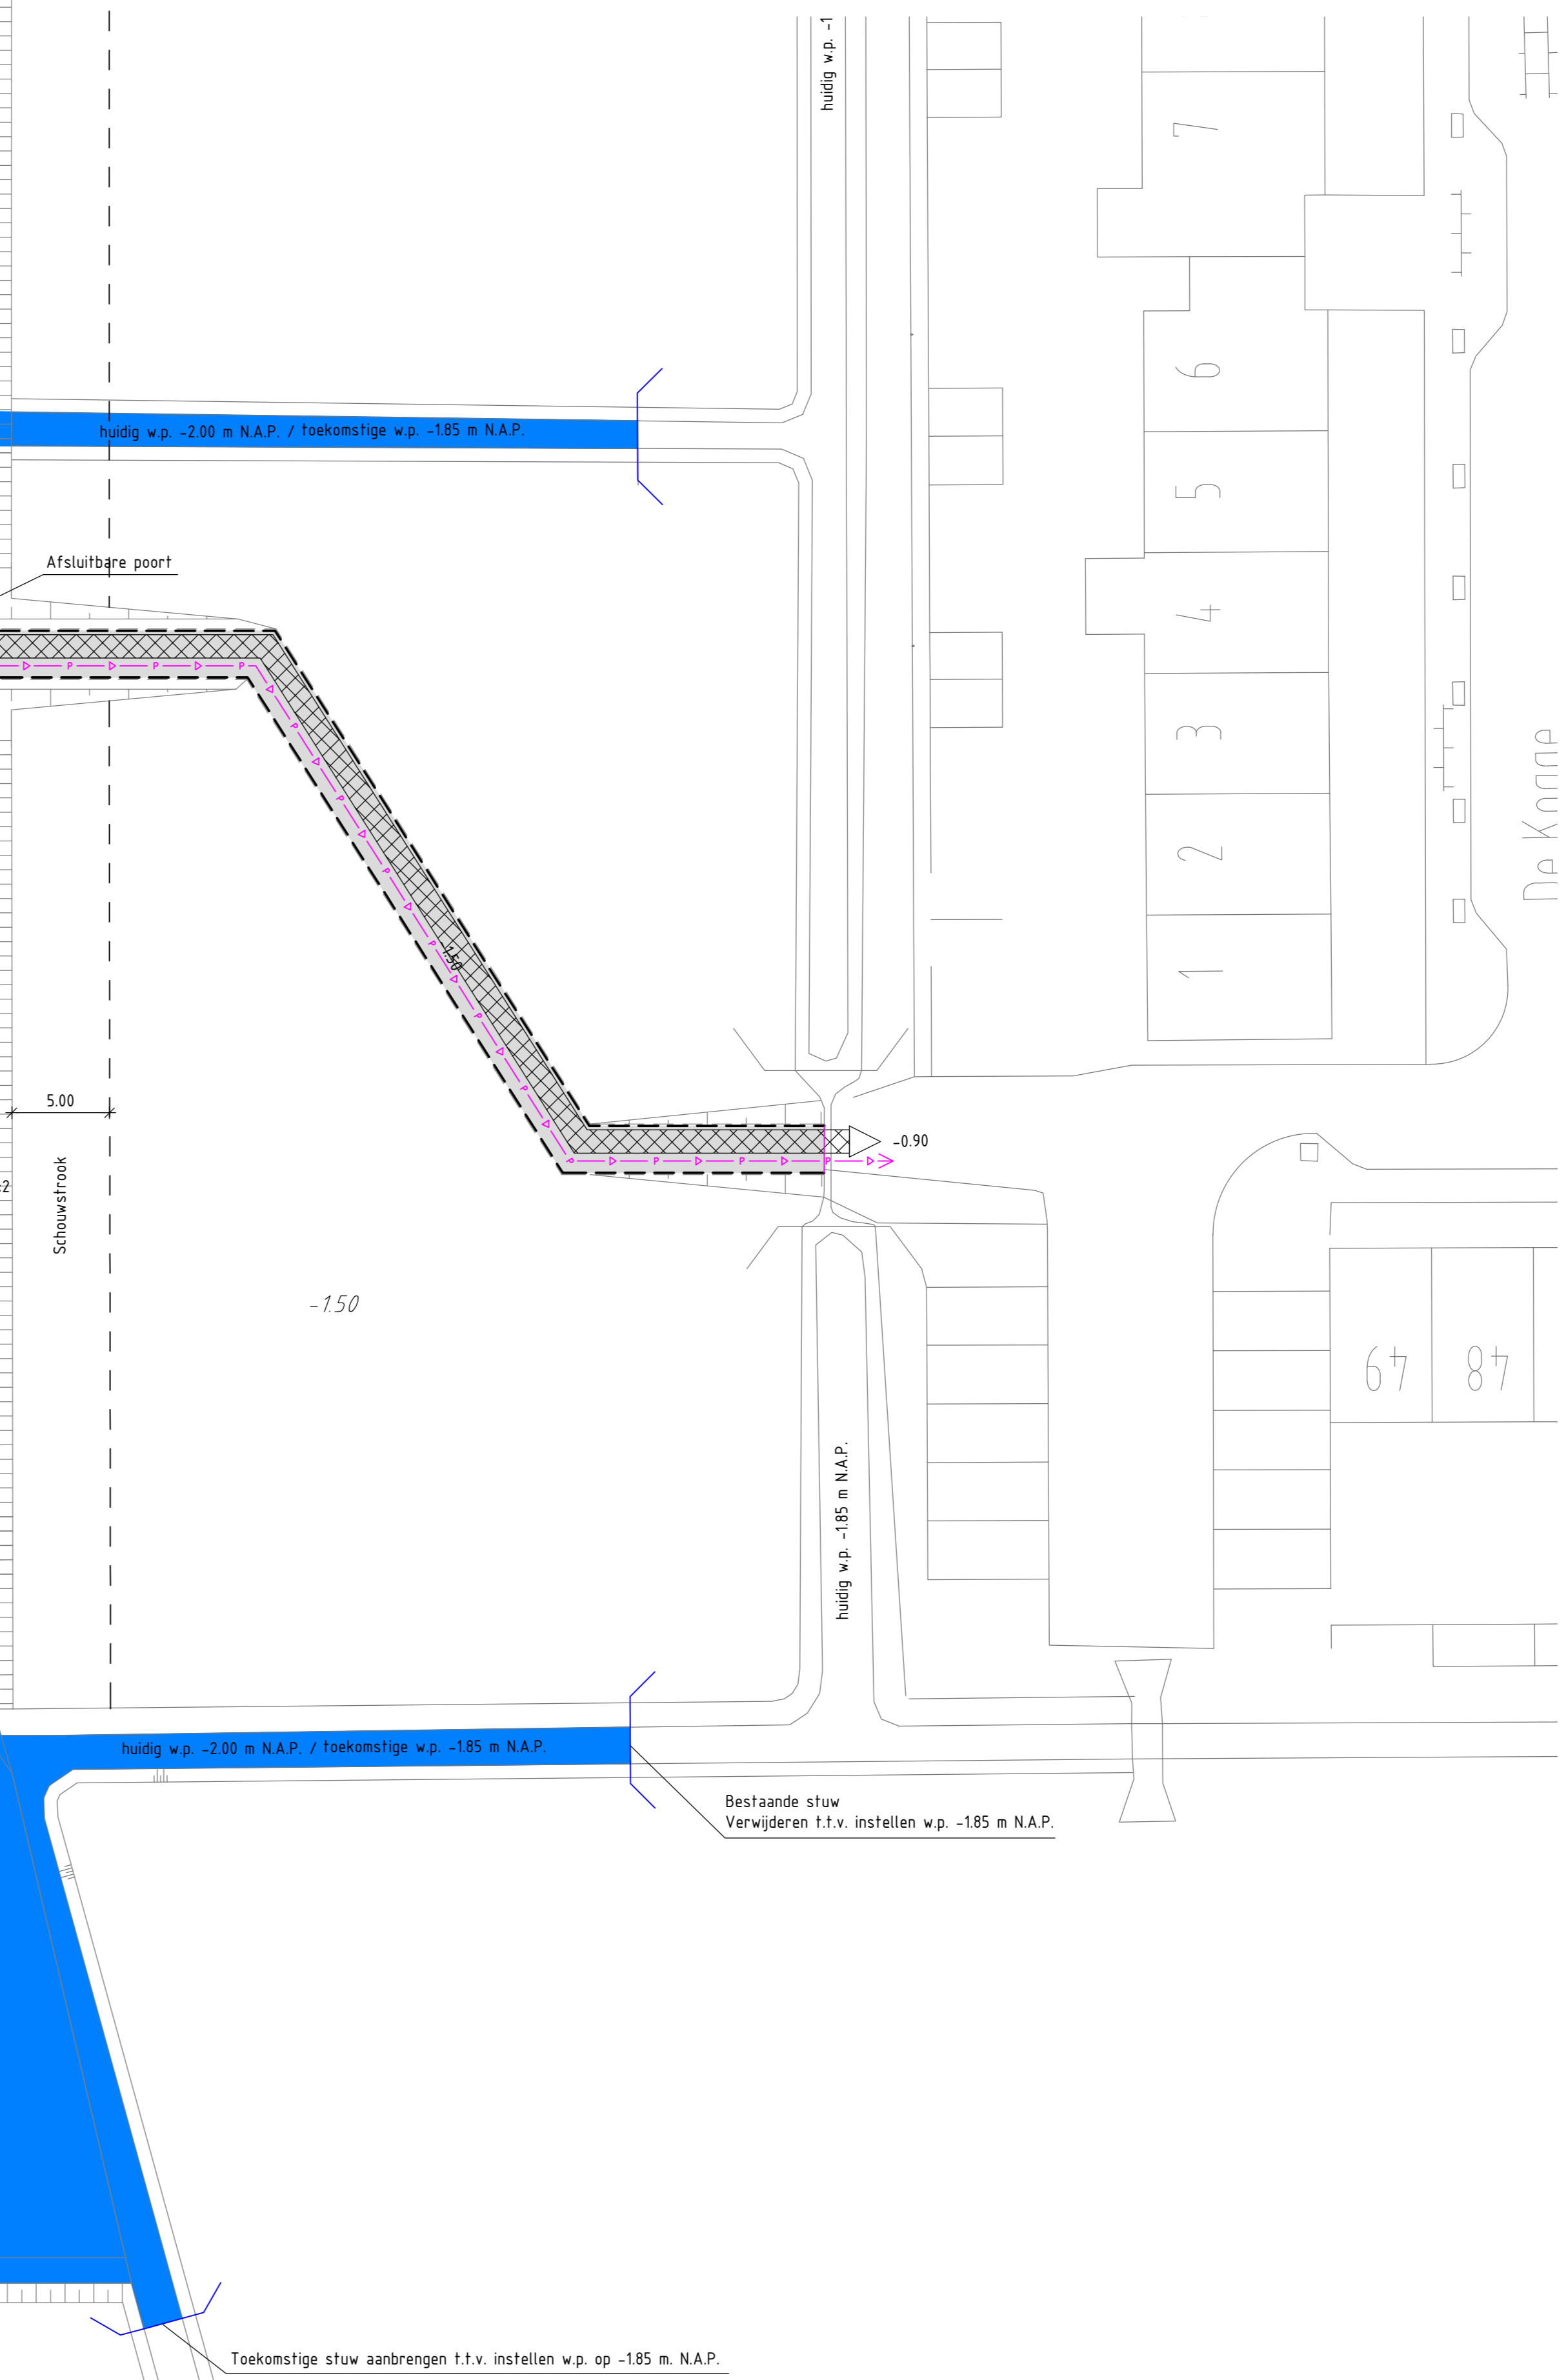 huidig w.p. -1
7
huidig w.p. -2.00 m N.A.P. / toekomstige w.p. -1.85 m N.A.P.
6
5
Afsluitbare poort
4
3
De Kanne
2
1.50
1
5.00
-0.90
Schouwstrook
-1.50
49
48
huidig w.p. -1.85 m N.A.P.
huidig w.p. -2.00 m N.A.P. / toekomstige w.p. -1.85 m N.A.P.
Bestaande stuw
Verwijderen t.t.v. instellen w.p. -1.85 m N.A.P.
Toekomstige stuw aanbrengen t.t.v. instellen w.p. op -1.85 m. N.A.P.